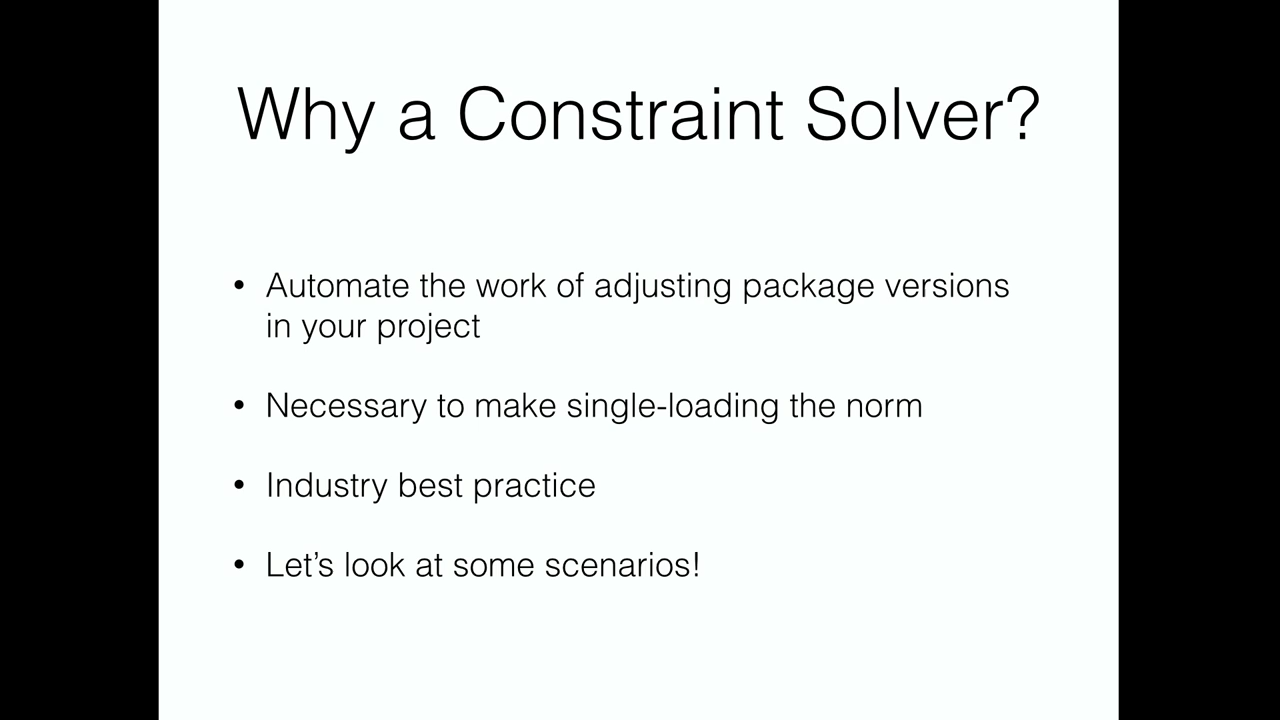 Why a Constraint Solver?
• Automate the work of adjusting package versions
in your project
• Necessary to make single-loading the norm
• Industry best practice
• Let’s look at some scenarios!